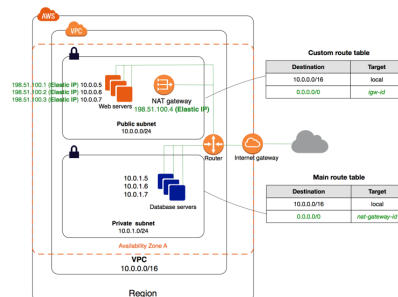 AWS
VPC
Custom route table
Destination Target
10.0.0.0/16 local
0.0.0.0/0 igw-id
198.51.100.1 (Elastic IP) 10.0.0.5
198.51.100.2 (Elastic IP) 10.0.0.6
198.51.100.3 (Elastic IP) 10.0.0.7
Web servers
NAT gateway
198.51.100.4 (Elastic IP)
Public subnet
10.0.0.0/24
Router
Internet gateway
Main route table
Destination Target
10.0.0.0/16 local
0.0.0.0/0 nat-gateway-id
10.0.1.5
10.0.1.6
10.0.1.7
Database servers
Private subnet
10.0.1.0/24
Availability Zone A
VPC
10.0.0.0/16
Region